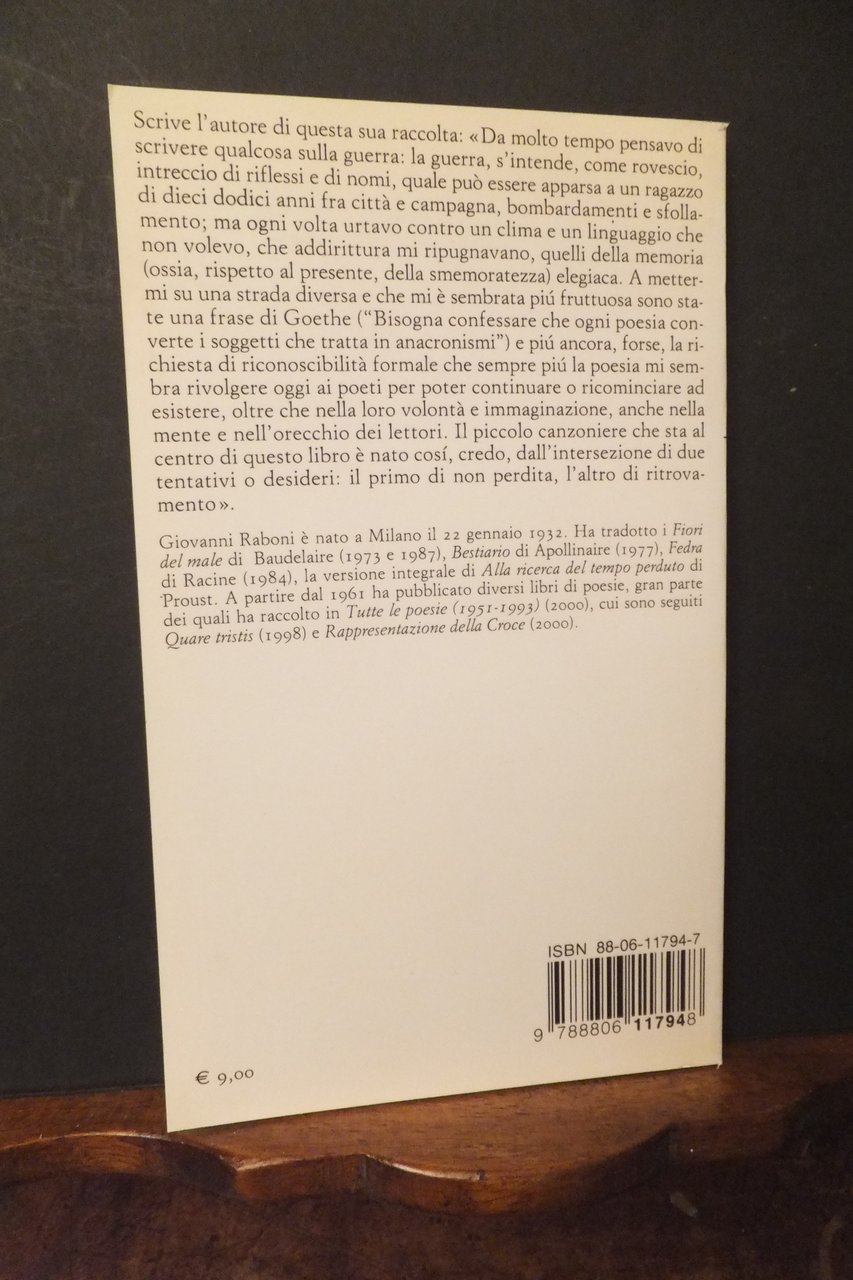 Scrive l'autore di questa sua raccolta: «Da molto tempo pensavo di
scrivere qualcosa sulla guerra: la guerra, s'intende, come rovescio,
intreccio di riflessi e di nomi, quale può essere apparsa a un ragazzo
di dieci dodici anni fra città e campagna, bombardamenti e sfolla-
mento; ma ogni volta urtavo contro un clima e un linguaggio che
non volevo, che addirittura mi ripugnavano, quelli della memoria
(ossia, rispetto al presente, della smemoratezza) elegiaca. A metter-
mi su una strada diversa e che mi è sembrata piú fruttuosa sono sta-
te una frase di Goethe (“Bisogna confessare che ogni poesia con-
verte i soggetti che tratta in anacronismi”) e piú ancora, forse, la ri-
chiesta di riconoscibilità formale che sempre piú la poesia mi sem-
bra rivolgere oggi ai poeti per poter continuare o ricominciare ad
esistere, oltre che nella loro volontà e immaginazione, anche nella
mente e nell'orecchio dei lettori. Il piccolo canzoniere che sta al
centro di questo libro è nato cosí, credo, dall'intersezione di due
tentativi o desideri: il primo di non perdita, l'altro di ritrova-
mento».
Giovanni Raboni è nato a Milano il 22 gennaio 1932. Ha tradotto i Fiori
del male di Baudelaire (1973 e 1987), Bestiario di Apollinaire (1977), Fedra
di Racine (1984), la versione integrale di Alla ricerca del tempo perduto di
Proust. A partire dal 1961 ha pubblicato diversi libri di poesie, gran parte
dei quali ha raccolto in Tutte le poesie (1951-1993) (2000), cui sono seguiti
Quare tristis (1998) e Rappresentazione della Croce (2000).
ISBN 88-06-11794-7
9 788806 117948
€ 9,00